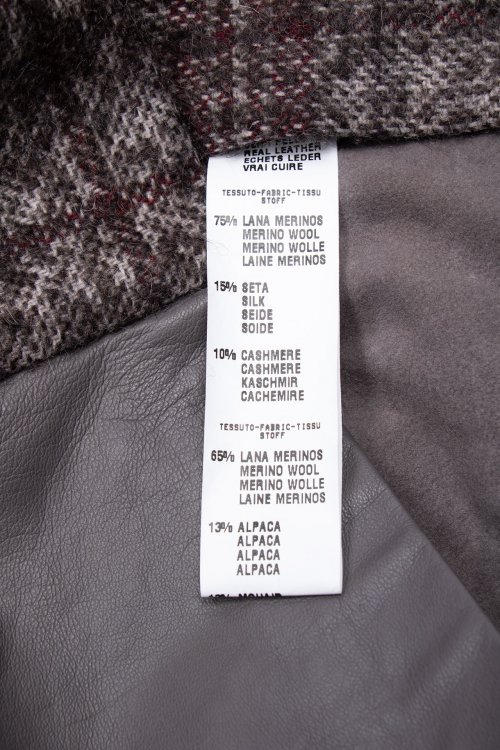 REAL LEATHER
ECHETS LEDER
VRAI CUIRE
TESSUTO-FABRIC-TISSU
STOFF
75% LANA MERINOS
MERINO WOOL
MERINO WOLLE
LAINE MERINOS
15% SETA
SILK
SEIDE
SOIDE
10% CASHMERE
CASHMERE
KASCHMIR
CACHEMIRE
TESSUTO-FABRIC-TISSU
STOFF
65% LANA MERINOS
MERINO WOOL
MERINO WOLLE
LAINE MERINOS
13% ALPACA
ALPACA
ALPACA
ALPACA